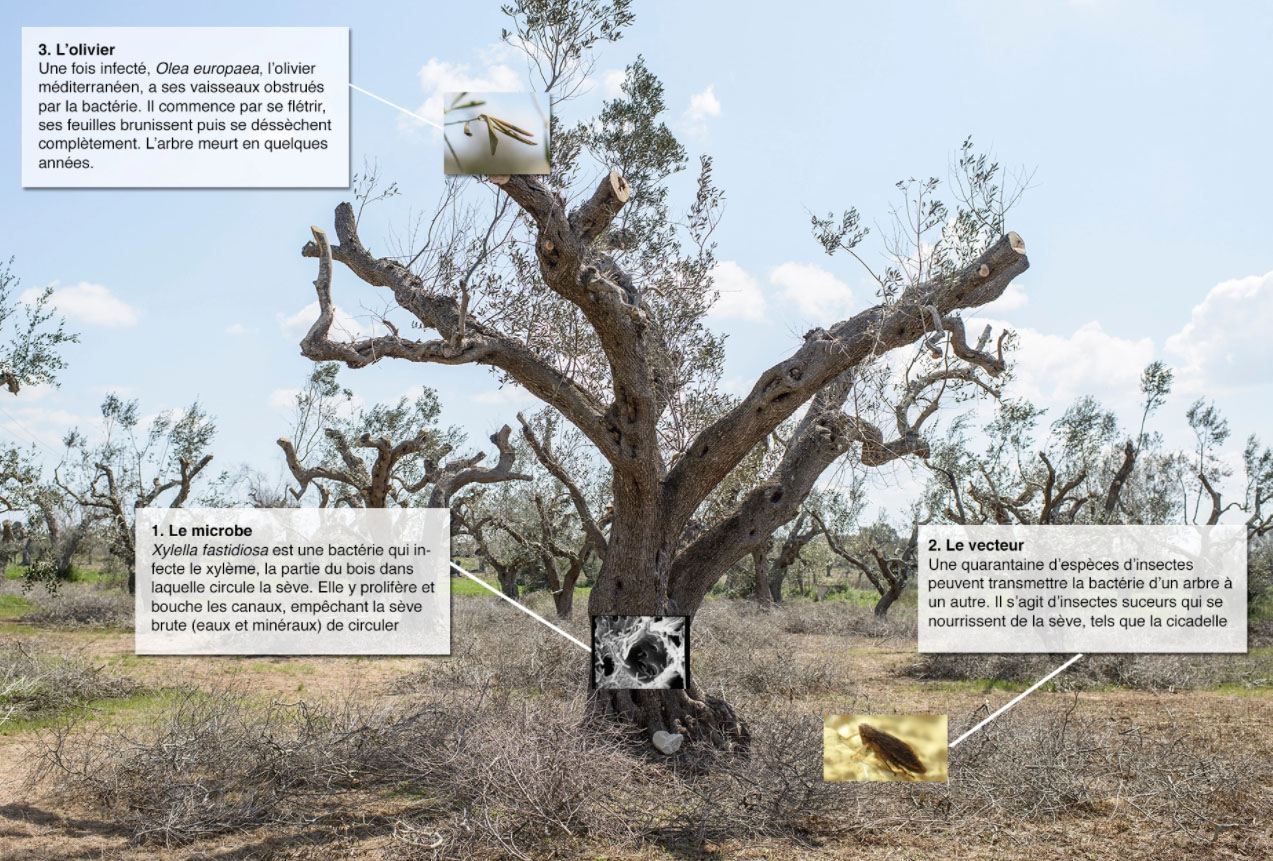 3. L'olivier
Une fois infecté, Olea europaea, l'olivier
méditerranéen, a ses vaisseaux obstrués
par la bactérie. Il commence par se flétrir,
ses feuilles brunissent puis se déssèchent
complètement. L'arbre meurt en quelques
années.
1. Le microbe
Xylella fastidiosa est une bactérie qui in-
fecte le xylème, la partie du bois dans
laquelle circule la sève. Elle y prolifère et
bouche les canaux, empêchant la sève
brute (eaux et minéraux) de circuler
2. Le vecteur
Une quarantaine d'espèces d'insectes
peuvent transmettre la bactérie d'un arbre à
un autre. Il s'agit d'insectes suceurs qui se
nourrissent de la sève, tels que la cicadelle